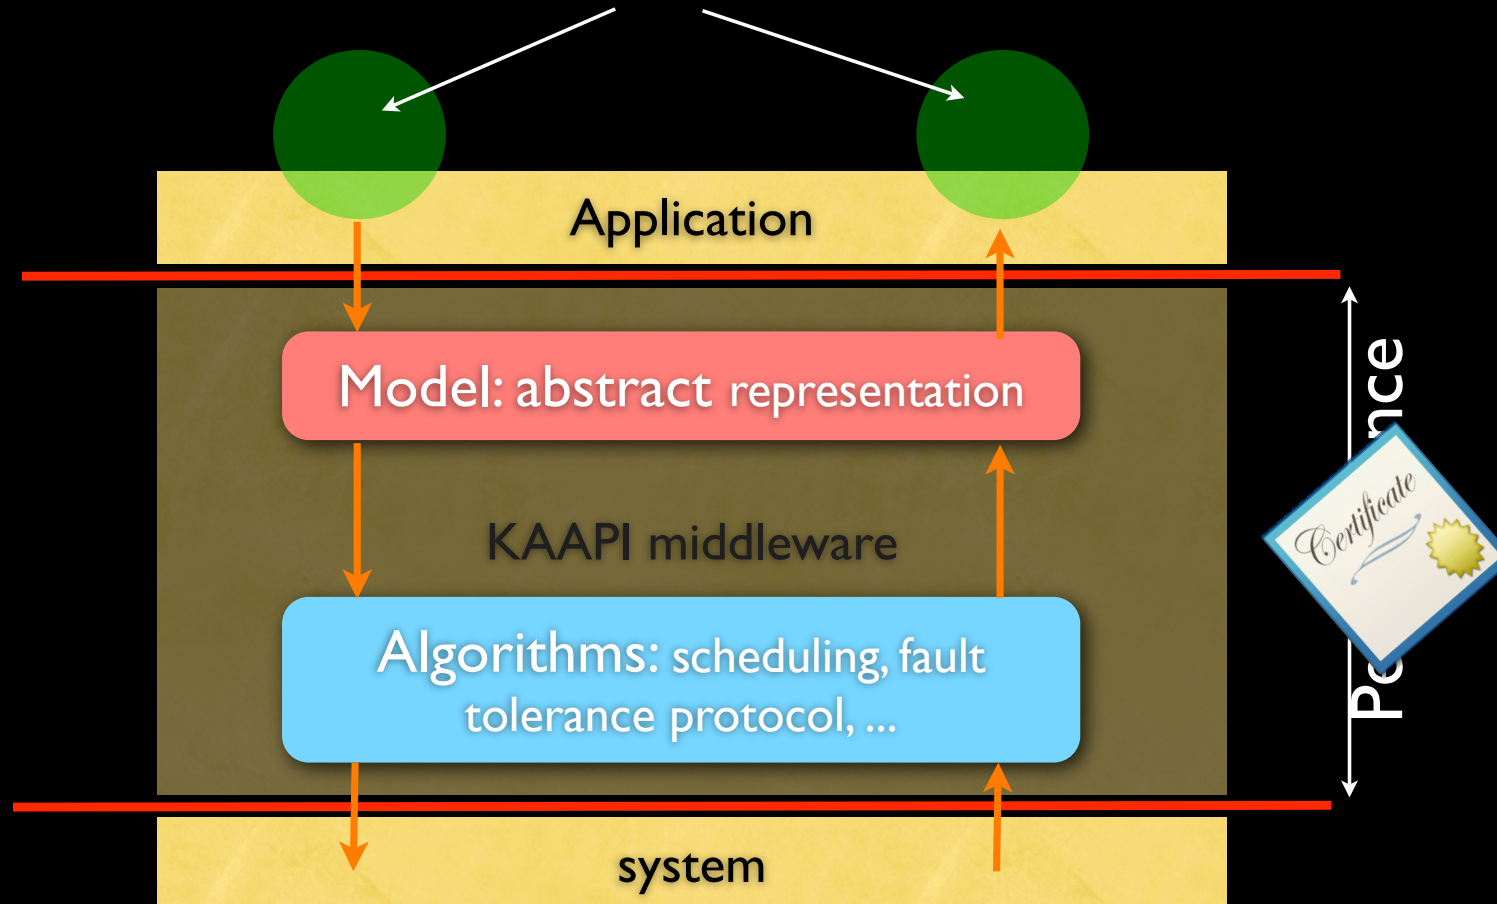 Application
Model: abstract representation
KAAPI middleware
Algorithms: scheduling, fault
tolerance protocol, ...
Certificate
system